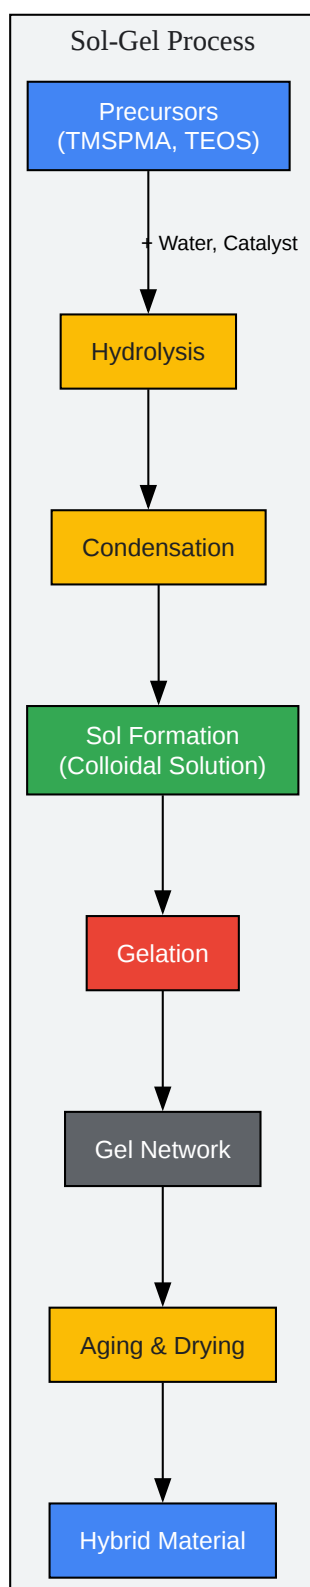 Sol-Gel Process
Precursors
(TMSPMA, TEOS)
+ Water, Catalyst
Hydrolysis
Condensation
Sol Formation
(Colloidal Solution)
Gelation
Gel Network
Aging & Drying
Hybrid Material